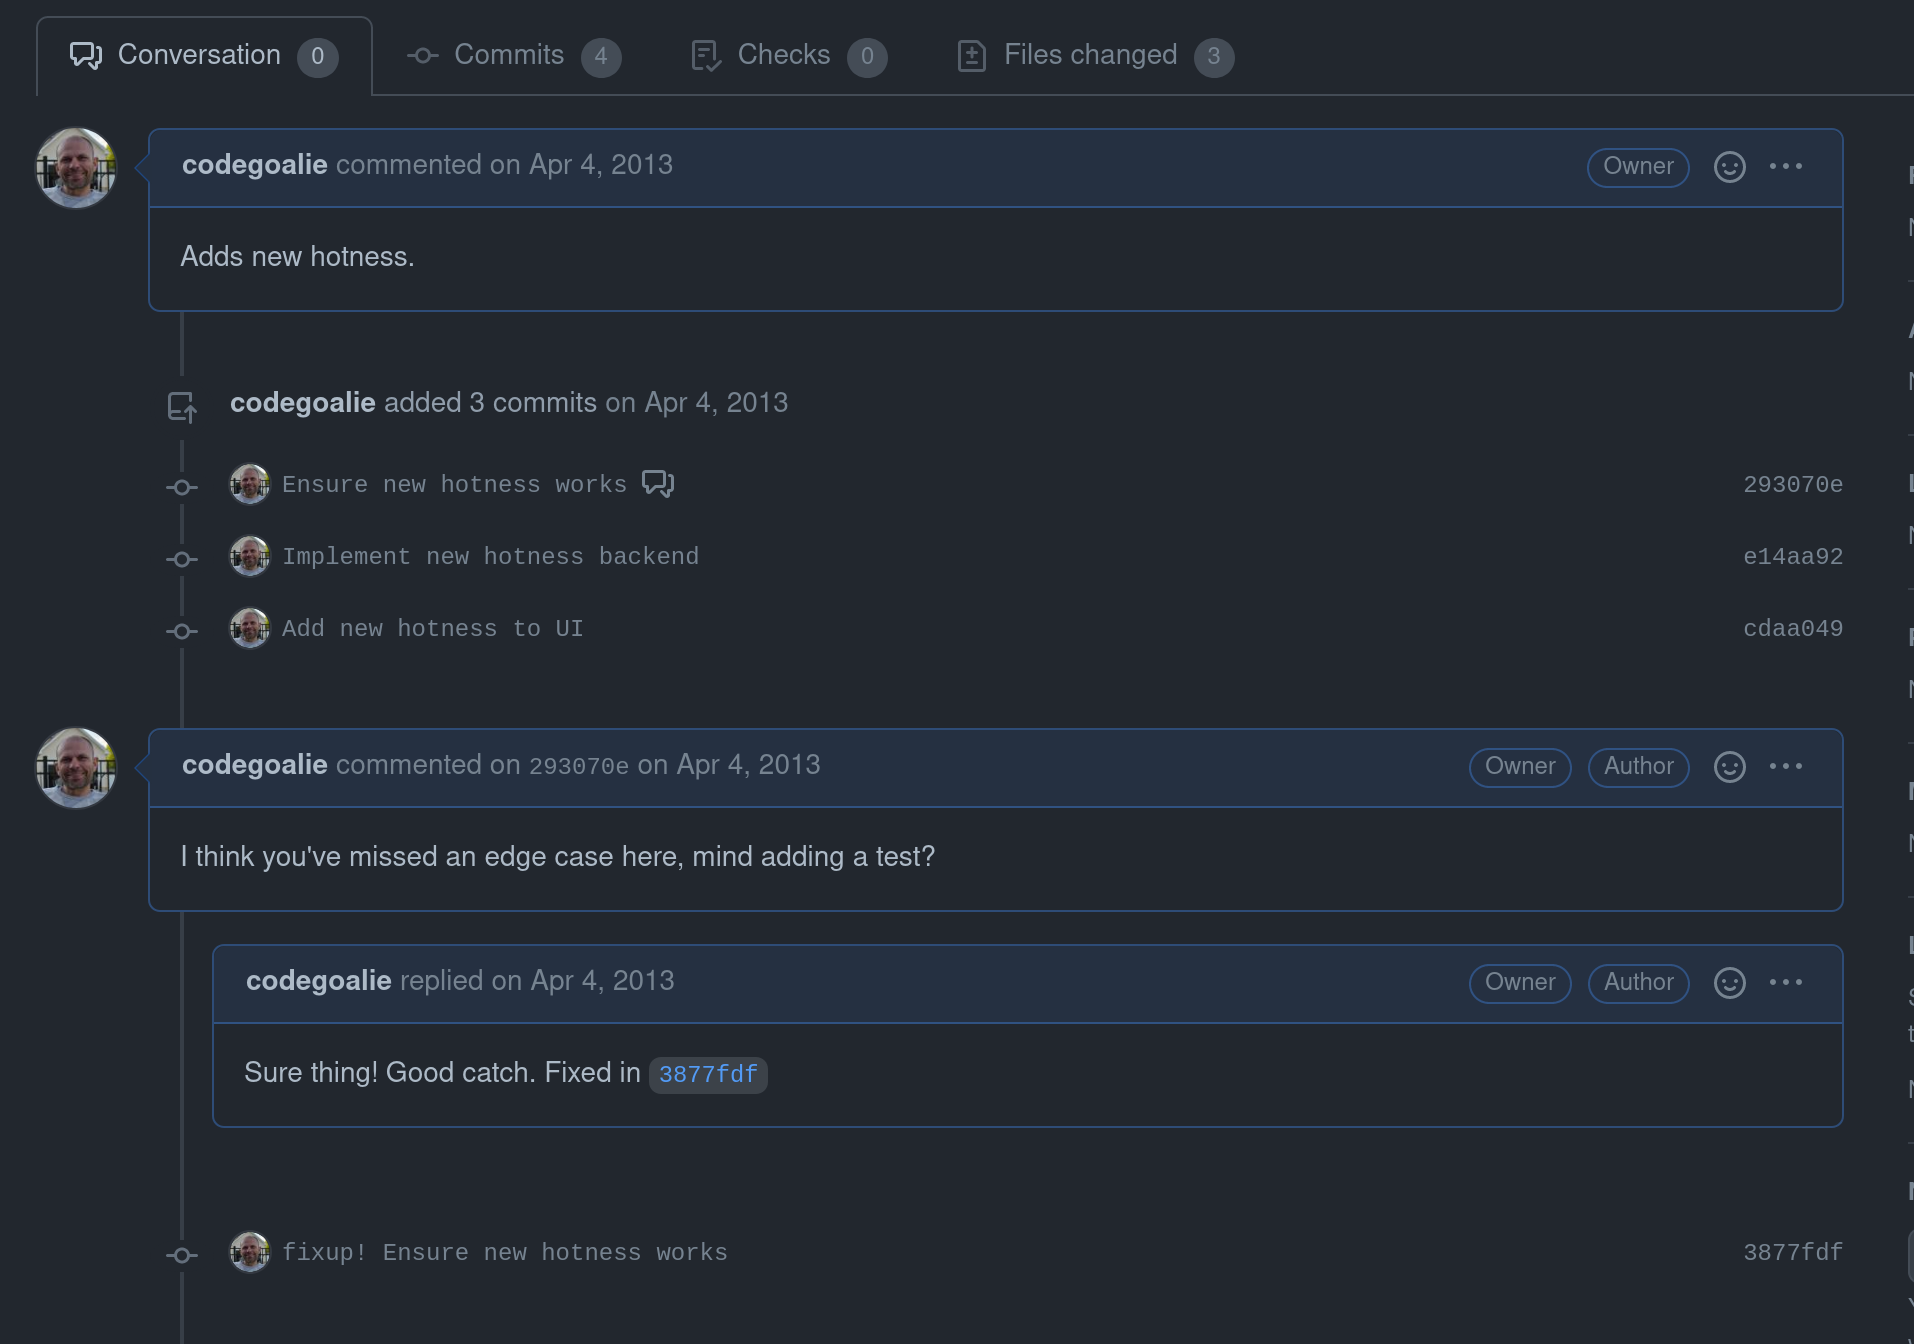 Conversation 0 Commits 4 Checks 0 Files changed 3
codegoalie commented on Apr 4, 2013 Owner
Adds new hotness.
codegoalie added 3 commits on Apr 4, 2013
Ensure new hotness works 293070e
Implement new hotness backend e14aa92
Add new hotness to UI cdaa049
codegoalie commented on 293070e on Apr 4, 2013 Owner Author
I think you've missed an edge case here, mind adding a test?
codegoalie replied on Apr 4, 2013 Owner Author
Sure thing! Good catch. Fixed in 3877fdf
fixup! Ensure new hotness works 3877fdf